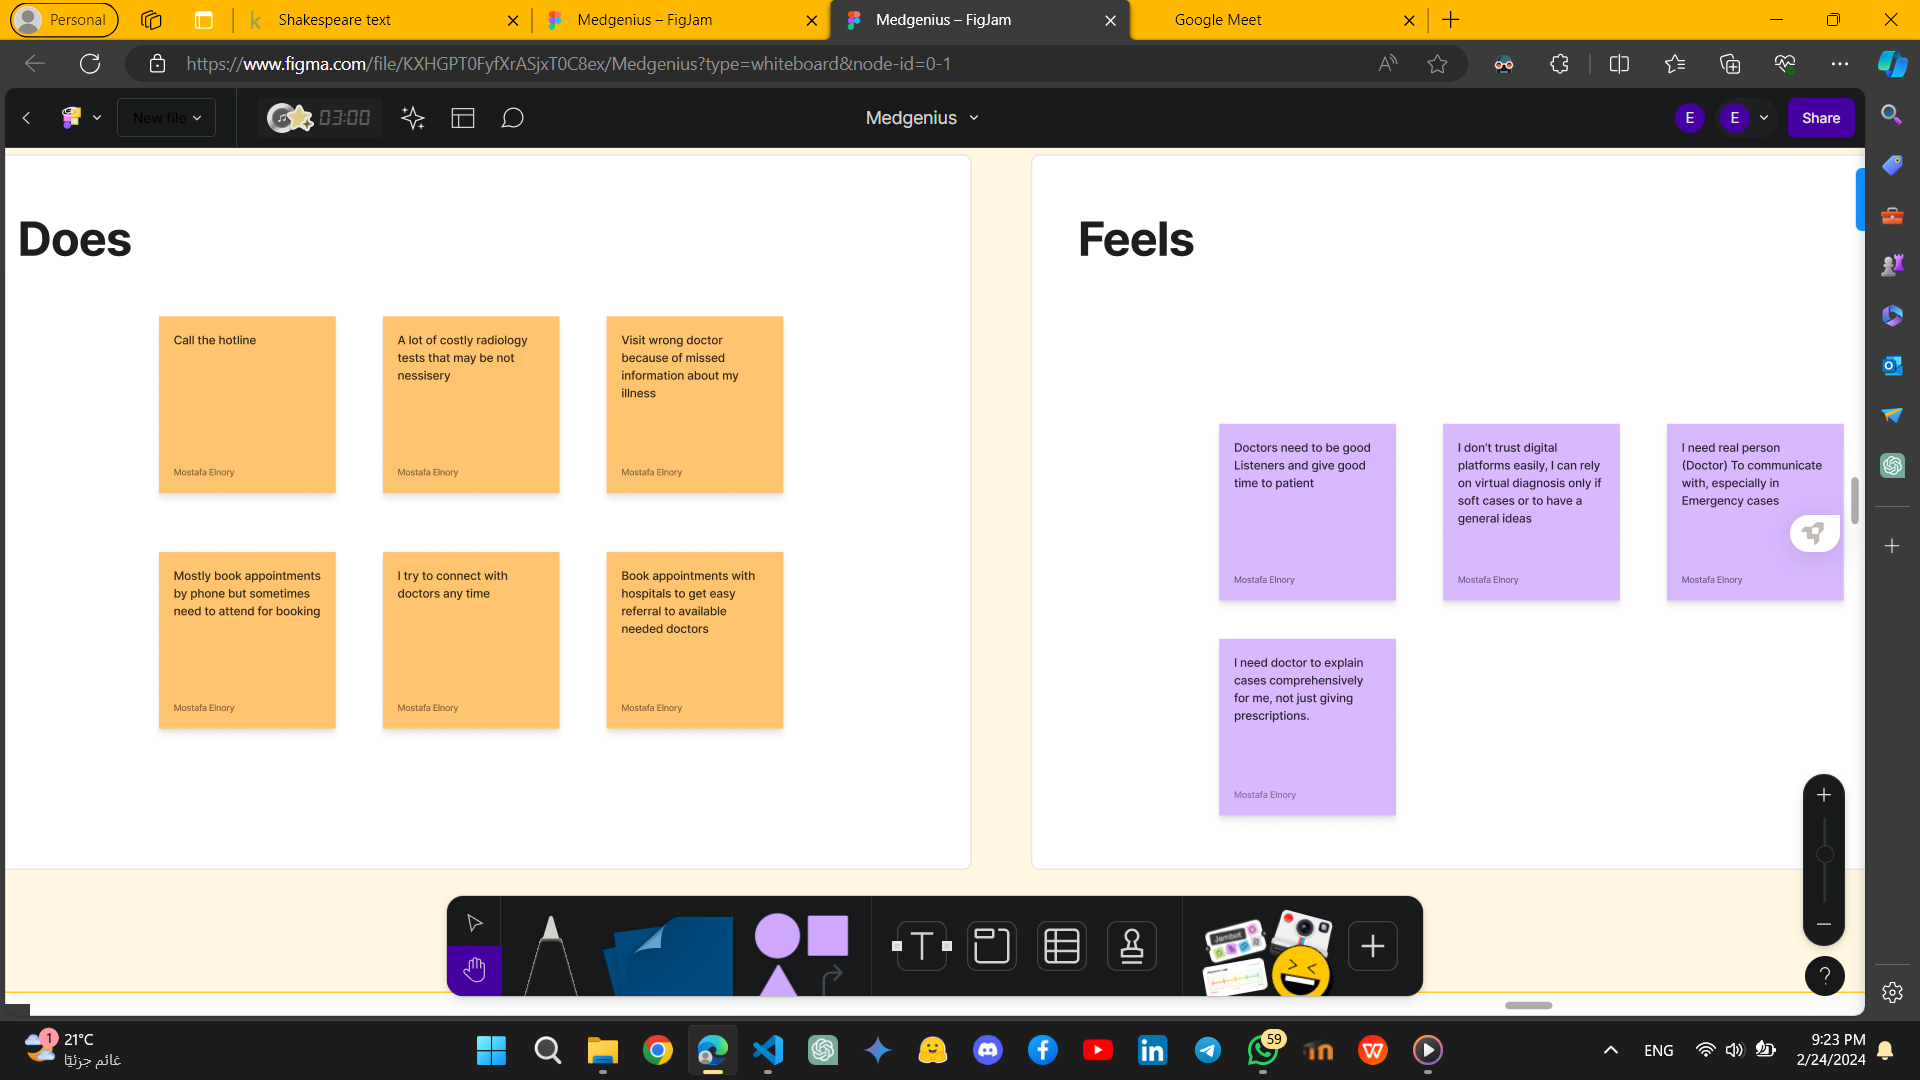 Personal
Shakespeare text
Medgenius – FigJam
Medgenius – FigJam
Google Meet
https://www.figma.com/file/KXHGPT0FyfXrASjxT0C8ex/Medgenius?type=whiteboard&node-id=0-1
New file
03:00
Medgenius
E
E
Share
Does
Call the hotline
Mostafa Elnory
A lot of costly radiology
tests that may be not
nessisery
Mostafa Elnory
Visit wrong doctor
because of missed
information about my
illness
Mostafa Elnory
Mostly book appointments
by phone but sometimes
need to attend for booking
Mostafa Elnory
I try to connect with
doctors any time
Mostafa Elnory
Book appointments with
hospitals to get easy
referral to available
needed doctors
Mostafa Elnory
Feels
Doctors need to be good
Listeners and give good
time to patient
Mostafa Elnory
I don’t trust digital
platforms easily, I can rely
on virtual diagnosis only if
soft cases or to have a
general ideas
Mostafa Elnory
I need real person
(Doctor) To communicate
with, especially in
Emergency cases
Mostafa Elnory
I need doctor to explain
cases comprehensively
for me, not just giving
prescriptions.
Mostafa Elnory
T
Jambot
?
1
21°C
غائم جزئيًا
59
ENG
9:23 PM
2/24/2024